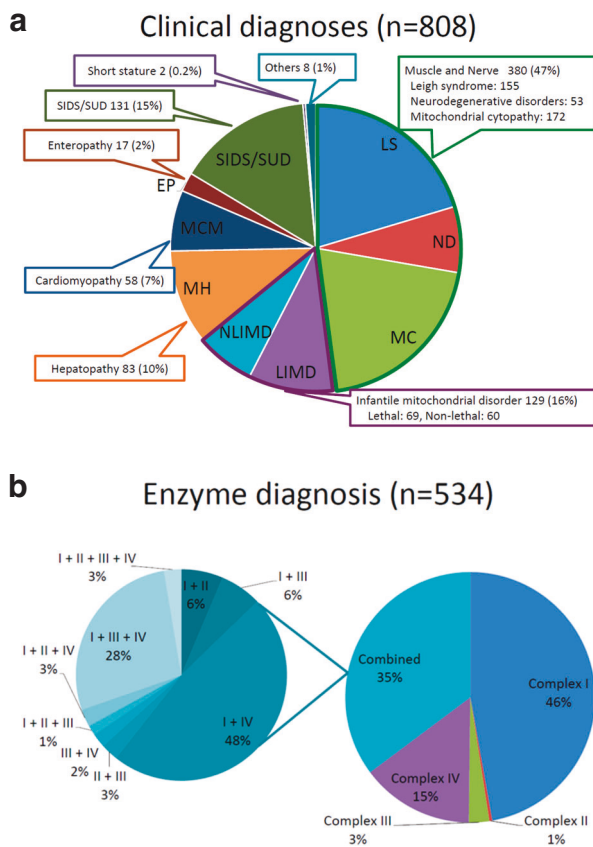 a
Clinical diagnoses (n=808)
Short stature 2 (0.2%)
Others 8 (1%)
Muscle and Nerve 380 (47%)
Leigh syndrome: 155
Neurodegenerative disorders: 53
Mitochondrial cytopathy: 172
SIDS/SUD 131 (15%)
Enteropathy 17 (2%)
Cardiomyopathy 58 (7%)
Hepatopathy 83 (10%)
Infantile mitochondrial disorder 129 (16%)
Lethal: 69, Non-lethal: 60
LS
ND
MC
LIMD
NLIMD
MH
MCM
EP
SIDS/SUD
b
Enzyme diagnosis (n=534)
I + II + III + IV
3%
I + II
6%
I + III
6%
I + III + IV
28%
I + II + IV
3%
I + II + III
1%
III + IV
2%
II + III
3%
I + IV
48%
Combined
35%
Complex I
46%
Complex IV
15%
Complex III
3%
Complex II
1%